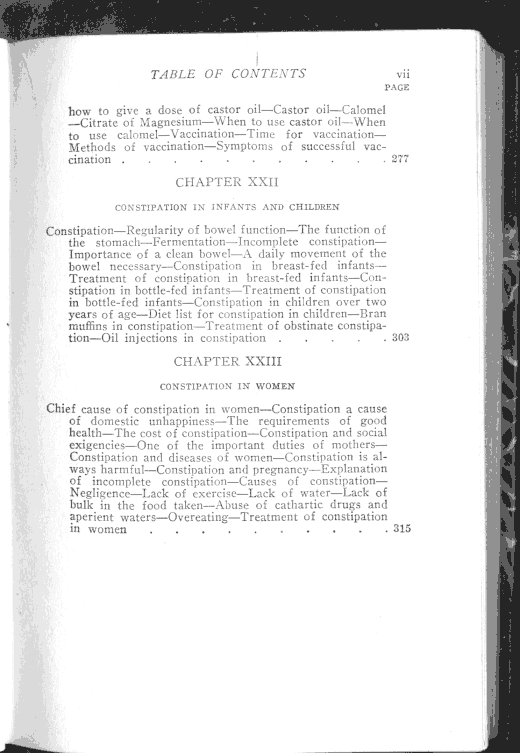 TABLE OF CONTENTS vii
PAGE
how to give a dose of castor oil—Castor oil—Calomel
—Citrate of Magnesium—When to use castor oil—When
to use calomel—Vaccination—Time for vaccination—
Methods of vaccination—Symptoms of successful vac-
cination . . . . . . . . . . . 277
CHAPTER XXII
CONSTIPATION IN INFANTS AND CHILDREN
Constipation—Regularity of bowel function—The function of
the stomach—Fermentation—Incomplete constipation—
Importance of a clean bowel—A daily movement of the
bowel necessary—Constipation in breast-fed infants—
Treatment of constipation in breast-fed infants—Con-
stipation in bottle-fed infants—Treatment of constipation
in bottle-fed infants—Constipation in children over two
years of age—Diet list for constipation in children—Bran
muffins in constipation—Treatment of obstinate constipa-
tion—Oil injections in constipation . . . . . 303
CHAPTER XXIII
CONSTIPATION IN WOMEN
Chief cause of constipation in women—Constipation a cause
of domestic unhappiness—The requirements of good
health—The cost of constipation—Constipation and social
exigencies—One of the important duties of mothers—
Constipation and diseases of women—Constipation is al-
ways harmful—Constipation and pregnancy—Explanation
of incomplete constipation—Causes of constipation—
Negligence—Lack of exercise—Lack of water—Lack of
bulk in the food taken—Abuse of cathartic drugs and
aperient waters—Overeating—Treatment of constipation
in women . . . . . . . . . . 315